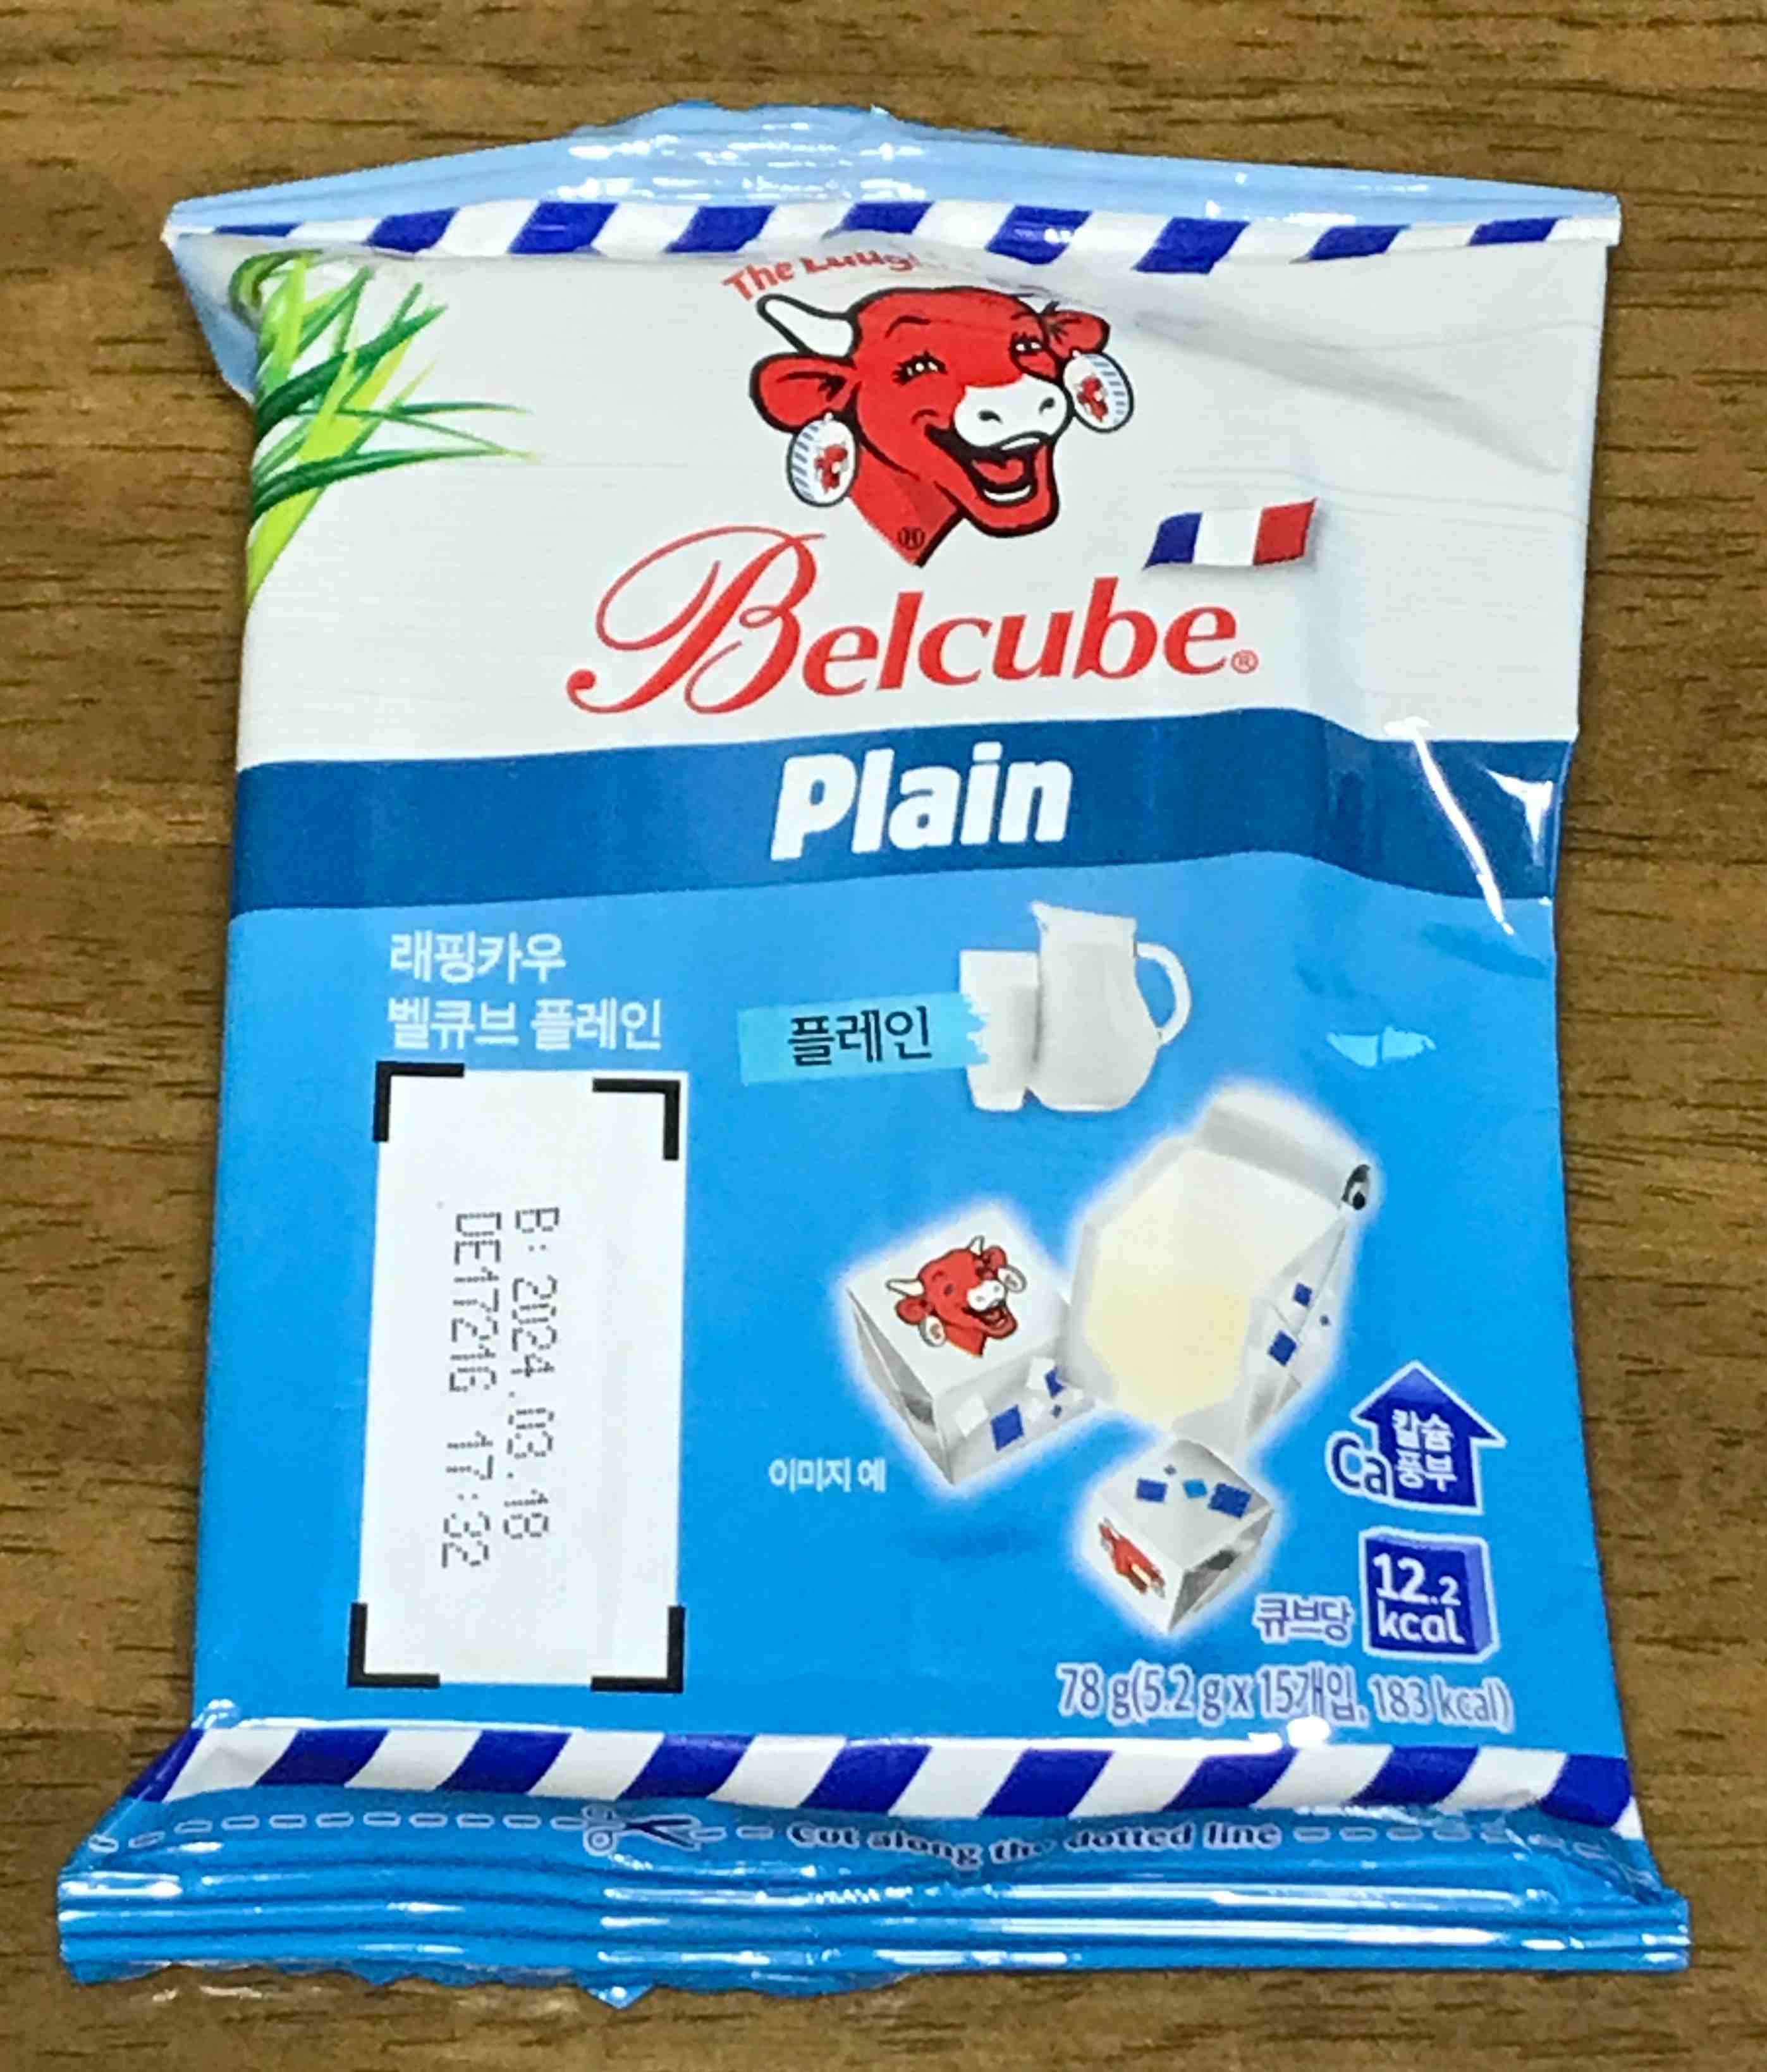 The
Belcube®
Plain
래핑카우
벨큐브 플레인
플레인
B: 2024.03.18
DE17216 17:32
이미지 예
Ca 칼슘
풍부
큐브당 12.2
kcal
78 g(5.2 g x 15개입, 183 kcal)
Cut along the dotted line